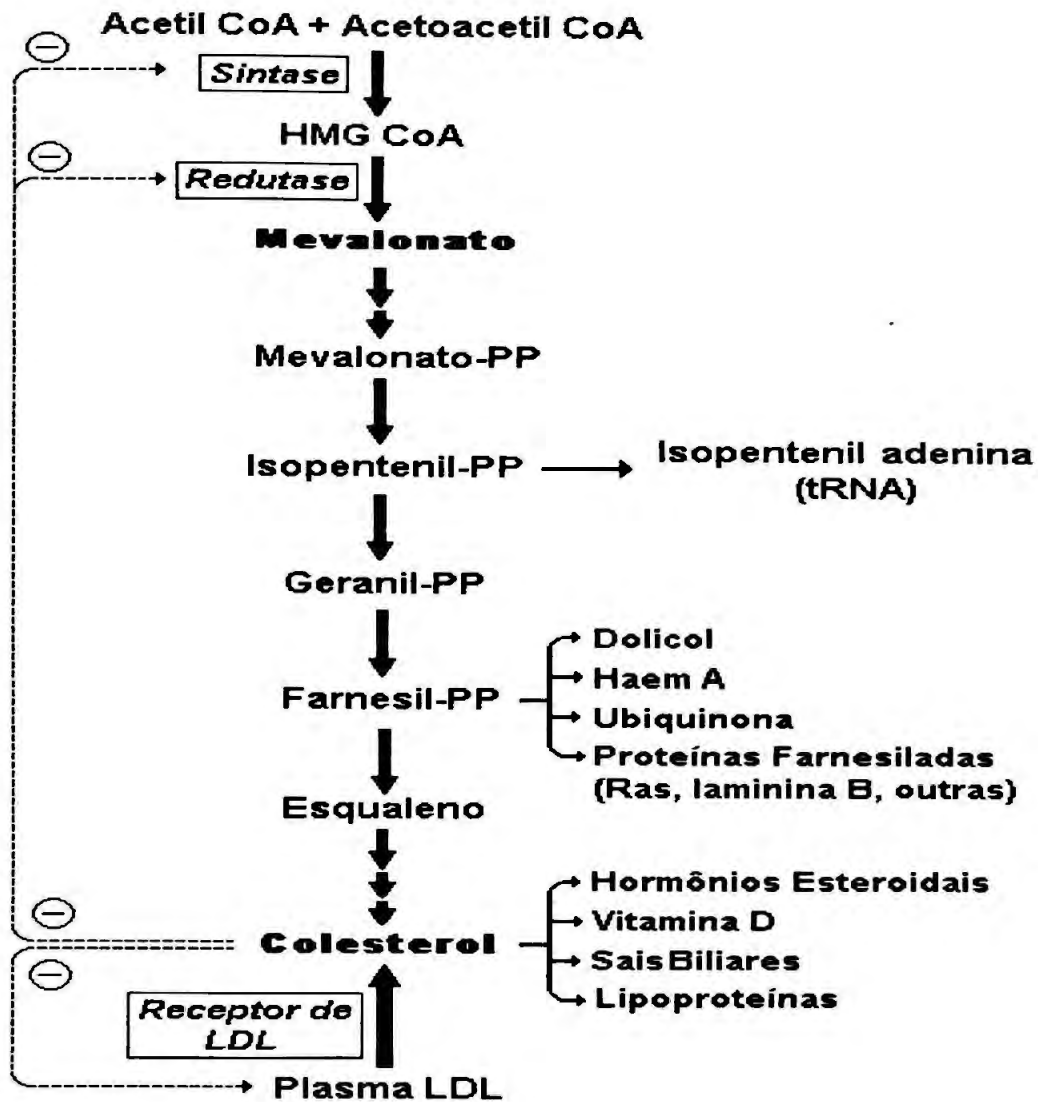 Acetil CoA + Acetoacetil CoA
Sintase
HMG CoA
Redutase
Mevalonato
Mevalonato-PP
Isopentenil-PP
Isopentenil adenina
(tRNA)
Geranil-PP
Farnesil-PP
Dolicol
Haem A
Ubiquinona
Proteínas Farnesiladas
(Ras, laminina B, outras)
Esqualeno
Colesterol
Hormônios Esteroidais
Vitamina D
Sais Biliares
Lipoproteínas
Receptor de
LDL
Plasma LDL